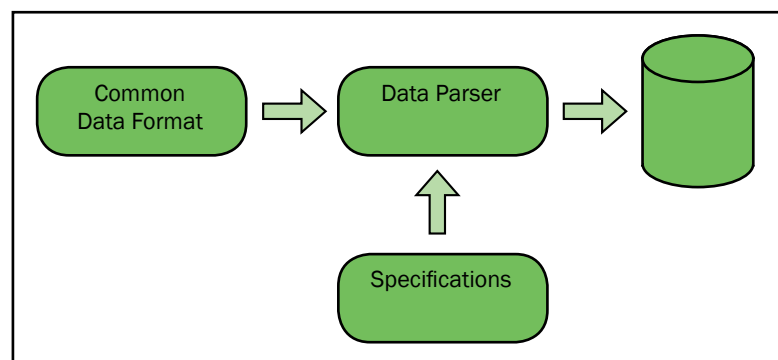 Common
Data Format
Data Parser
Specifications